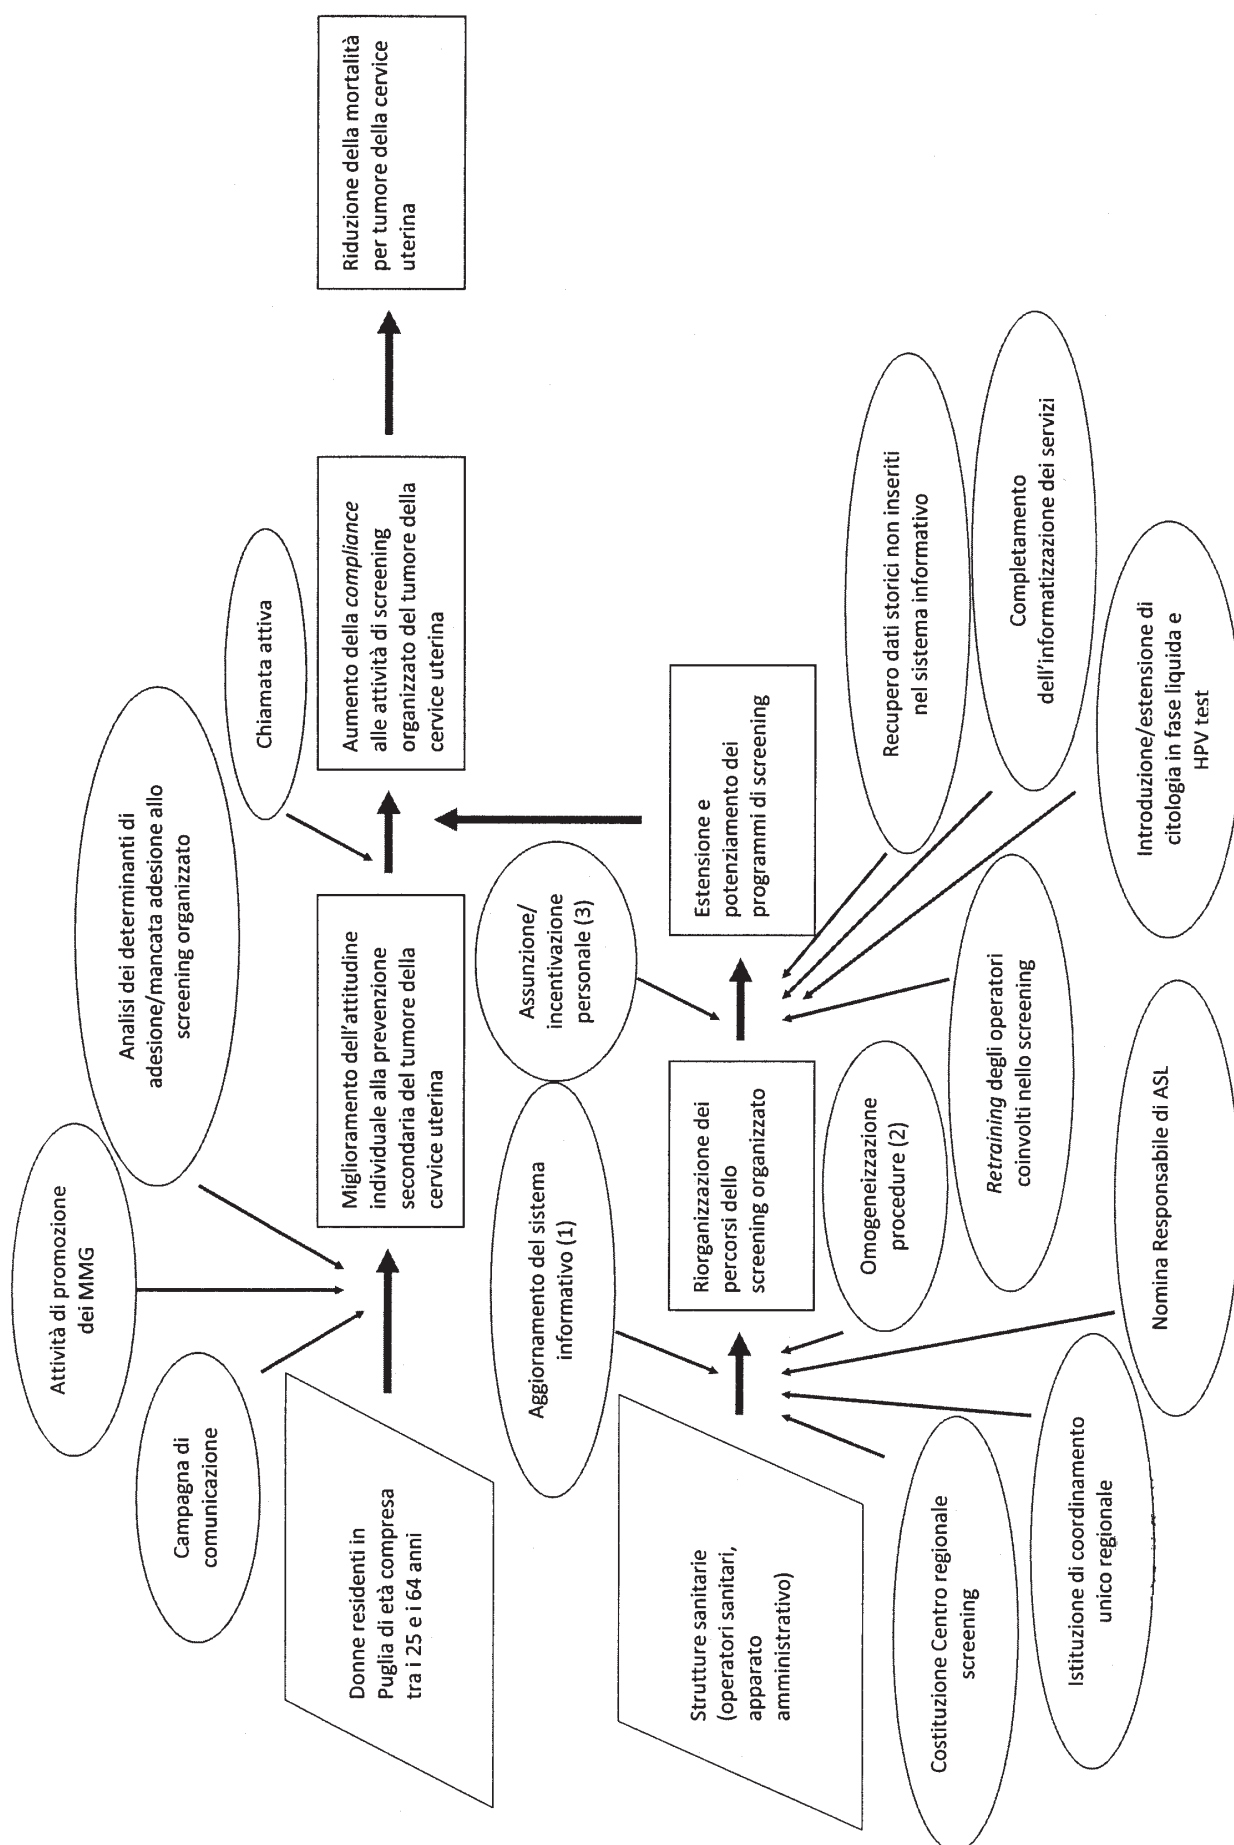 Attività di promozione
dei MMG
Campagna di
comunicazione
Analisi dei determinanti di
adesione/mancata adesione allo
screening organizzato
Chiamata attiva
Donne residenti in
Puglia di età compresa
tra i 25 e i 64 anni
Miglioramento dell'attitudine
individuale alla prevenzione
secondaria del tumore della
cervice uterina
Aumento della compliance
alle attività di screening
organizzato del tumore della
cervice uterina
Riduzione della mortalità
per tumore della cervice
uterina
Aggiornamento del sistema
informativo (1)
Assunzione/
incentivazione
personale (3)
Strutture sanitarie
(operatori sanitari,
apparato
amministrativo)
Riorganizzazione dei
percorsi dello
screening organizzato
Estensione e
potenziamento dei
programmi di screening
Costituzione Centro regionale
screening
Omogeneizzazione
procedure (2)
Recupero dati storici non inseriti
nel sistema informativo
Istituzione di coordinamento
unico regionale
Retraining degli operatori
coinvolti nello screening
Completamento
dell'informatizzazione dei servizi
Nomina Responsabile di ASL
Introduzione/estensione di
citologia in fase liquida e
HPV test